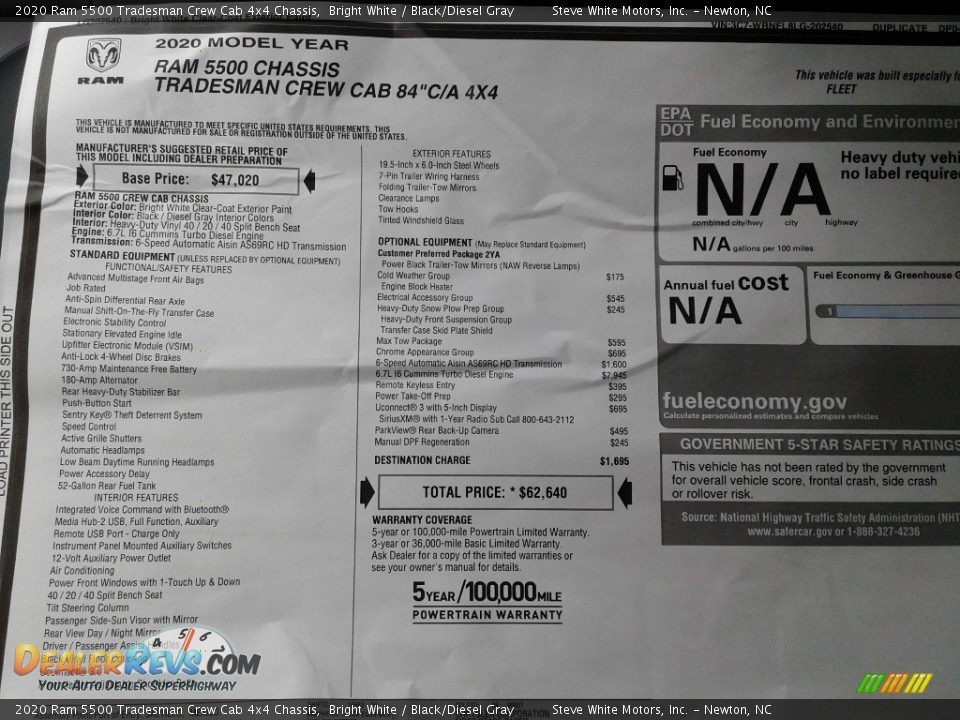 2020 Ram 5500 Tradesman Crew Cab 4x4 Chassis, Bright White / Black/Diesel Gray Steve White Motors, Inc. – Newton, NC
DUPLICATE
2020 MODEL YEAR
RAM
RAM 5500 CHASSIS
TRADESMAN CREW CAB 84"C/A 4X4
This vehicle was built especially
FLEET
THIS VEHICLE IS MANUFACTURED TO MEET SPECIFIC UNITED STATES REQUIREMENTS. THIS
VEHICLE IS NOT MANUFACTURED FOR SALE OR REGISTRATION OUTSIDE OF THE UNITED STATES.
MANUFACTURER'S SUGGESTED RETAIL PRICE OF
THIS MODEL INCLUDING DEALER PREPARATION
Base Price: $47,020
RAM 5500 CREW CAB CHASSIS
Exterior Color: Bright White Clear-Coat Exterior Paint
Interior Color: Black / Diesel Gray Interior Colors
Interior: Heavy-Duty Vinyl 40 / 20 / 40 Split Bench Seat
Engine: 6.7L I6 Cummins Turbo Diesel Engine
Transmission: 6-Speed Automatic Aisin AS69RC HD Transmission
STANDARD EQUIPMENT (UNLESS REPLACED BY OPTIONAL EQUIPMENT)
FUNCTIONAL/SAFETY FEATURES
Advanced Multistage Front Air Bags
Job Rated
Anti-Spin Differential Rear Axle
Manual Shift-On-The-Fly Transfer Case
Electronic Stability Control
Stationary Elevated Engine Idle
Upfitter Electronic Module (VSIM)
Anti-Lock 4-Wheel Disc Brakes
730-Amp Maintenance Free Battery
180-Amp Alternator
Rear Heavy-Duty Stabilizer Bar
Push-Button Start
Sentry Key® Theft Deterrent System
Speed Control
Active Grille Shutters
Automatic Headlamps
Low Beam Daytime Running Headlamps
Power Accessory Delay
52-Gallon Rear Fuel Tank
INTERIOR FEATURES
Integrated Voice Command with Bluetooth®
Media Hub-2 USB, Full Function, Auxiliary
Remote USB Port - Charge Only
Instrument Panel Mounted Auxiliary Switches
12-Volt Auxiliary Power Outlet
Air Conditioning
Power Front Windows with 1-Touch Up & Down
40 / 20 / 40 Split Bench Seat
Tilt Steering Column
Passenger Side-Sun Visor with Mirror
Rear View Day / Night Mirror
Driver / Passenger Assist Handles
LOAD PRINTER THIS SIDE OUT
EXTERIOR FEATURES
19.5-Inch x 6.0-Inch Steel Wheels
7-Pin Trailer Wiring Harness
Folding Trailer-Tow Mirrors
Clearance Lamps
Tow Hooks
Tinted Windshield Glass
OPTIONAL EQUIPMENT (May Replace Standard Equipment)
Customer Preferred Package 2YA
Power Black Trailer-Tow Mirrors (NAW Reverse Lamps)
Cold Weather Group $175
Engine Block Heater
Electrical Accessory Group $545
Heavy-Duty Snow Plow Prep Group $245
Heavy-Duty Front Suspension Group
Transfer Case Skid Plate Shield
Max Tow Package $595
Chrome Appearance Group $695
6-Speed Automatic Aisin AS69RC HD Transmission $1,600
6.7L I6 Cummins Turbo Diesel Engine $7,945
Remote Keyless Entry $395
Power Take-Off Prep $295
Uconnect® 3 with 5-Inch Display $695
SiriusXM® with 1-Year Radio Sub Call 800-643-2112
ParkView® Rear Back-Up Camera $495
Manual DPF Regeneration $245
DESTINATION CHARGE $1,695
TOTAL PRICE: * $62,640
WARRANTY COVERAGE
5-year or 100,000-mile Powertrain Limited Warranty.
3-year or 36,000-mile Basic Limited Warranty.
Ask Dealer for a copy of the limited warranties or
see your owner's manual for details.
5YEAR/100,000MILE
POWERTRAIN WARRANTY
EPA
DOT
Fuel Economy and
Fuel Economy
N/A
Heavy duty
no label
combined city/hwy city highway
N/A gallons per 100 miles
Annual fuel cost
N/A
Fuel Economy & Greenhouse
1
fueleconomy.gov
Calculate personalized estimates and compare vehicles
GOVERNMENT 5-STAR SAFETY RATINGS
This vehicle has not been rated by the government
for overall vehicle score, frontal crash, side crash
or rollover risk.
Source: National Highway Traffic Safety Administration
www.safercar.gov or 1-888-327-4236
4 5 6
DEALERREVS.COM
YOUR AUTO DEALER SUPERHIGHWAY
2020 Ram 5500 Tradesman Crew Cab 4x4 Chassis, Bright White / Black/Diesel Gray Steve White Motors, Inc. – Newton, NC